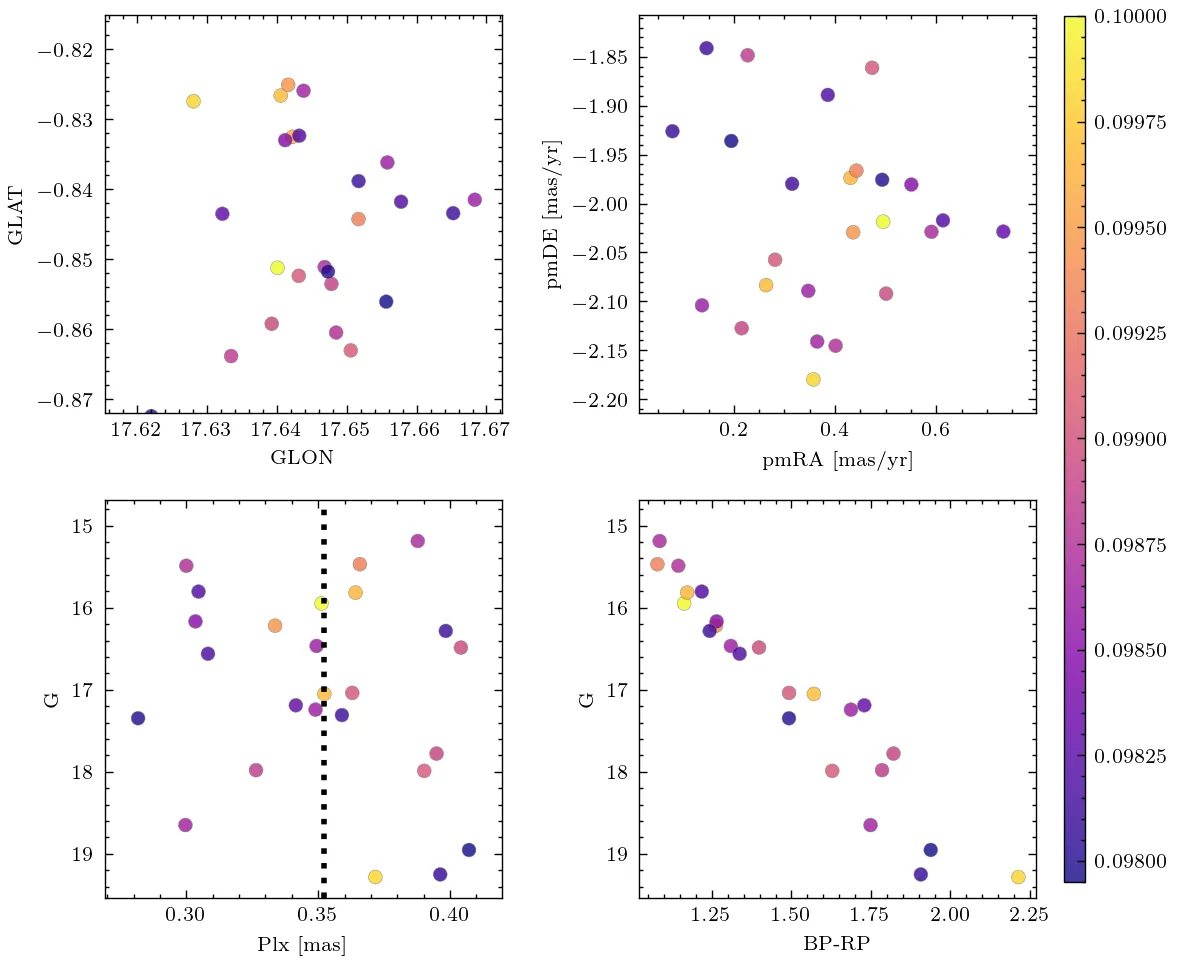 −0.82
−0.83
−0.84
−0.85
−0.86
−0.87
GLAT
17.62 17.63 17.64 17.65 17.66 17.67
GLON
−1.85
−1.90
−1.95
−2.00
−2.05
−2.10
−2.15
−2.20
pmDE [mas/yr]
0.2 0.4 0.6
pmRA [mas/yr]
15
16
17
18
19
G
0.30 0.35 0.40
Plx [mas]
15
16
17
18
19
G
1.25 1.50 1.75 2.00 2.25
BP-RP
0.10000
0.09975
0.09950
0.09925
0.09900
0.09875
0.09850
0.09825
0.09800